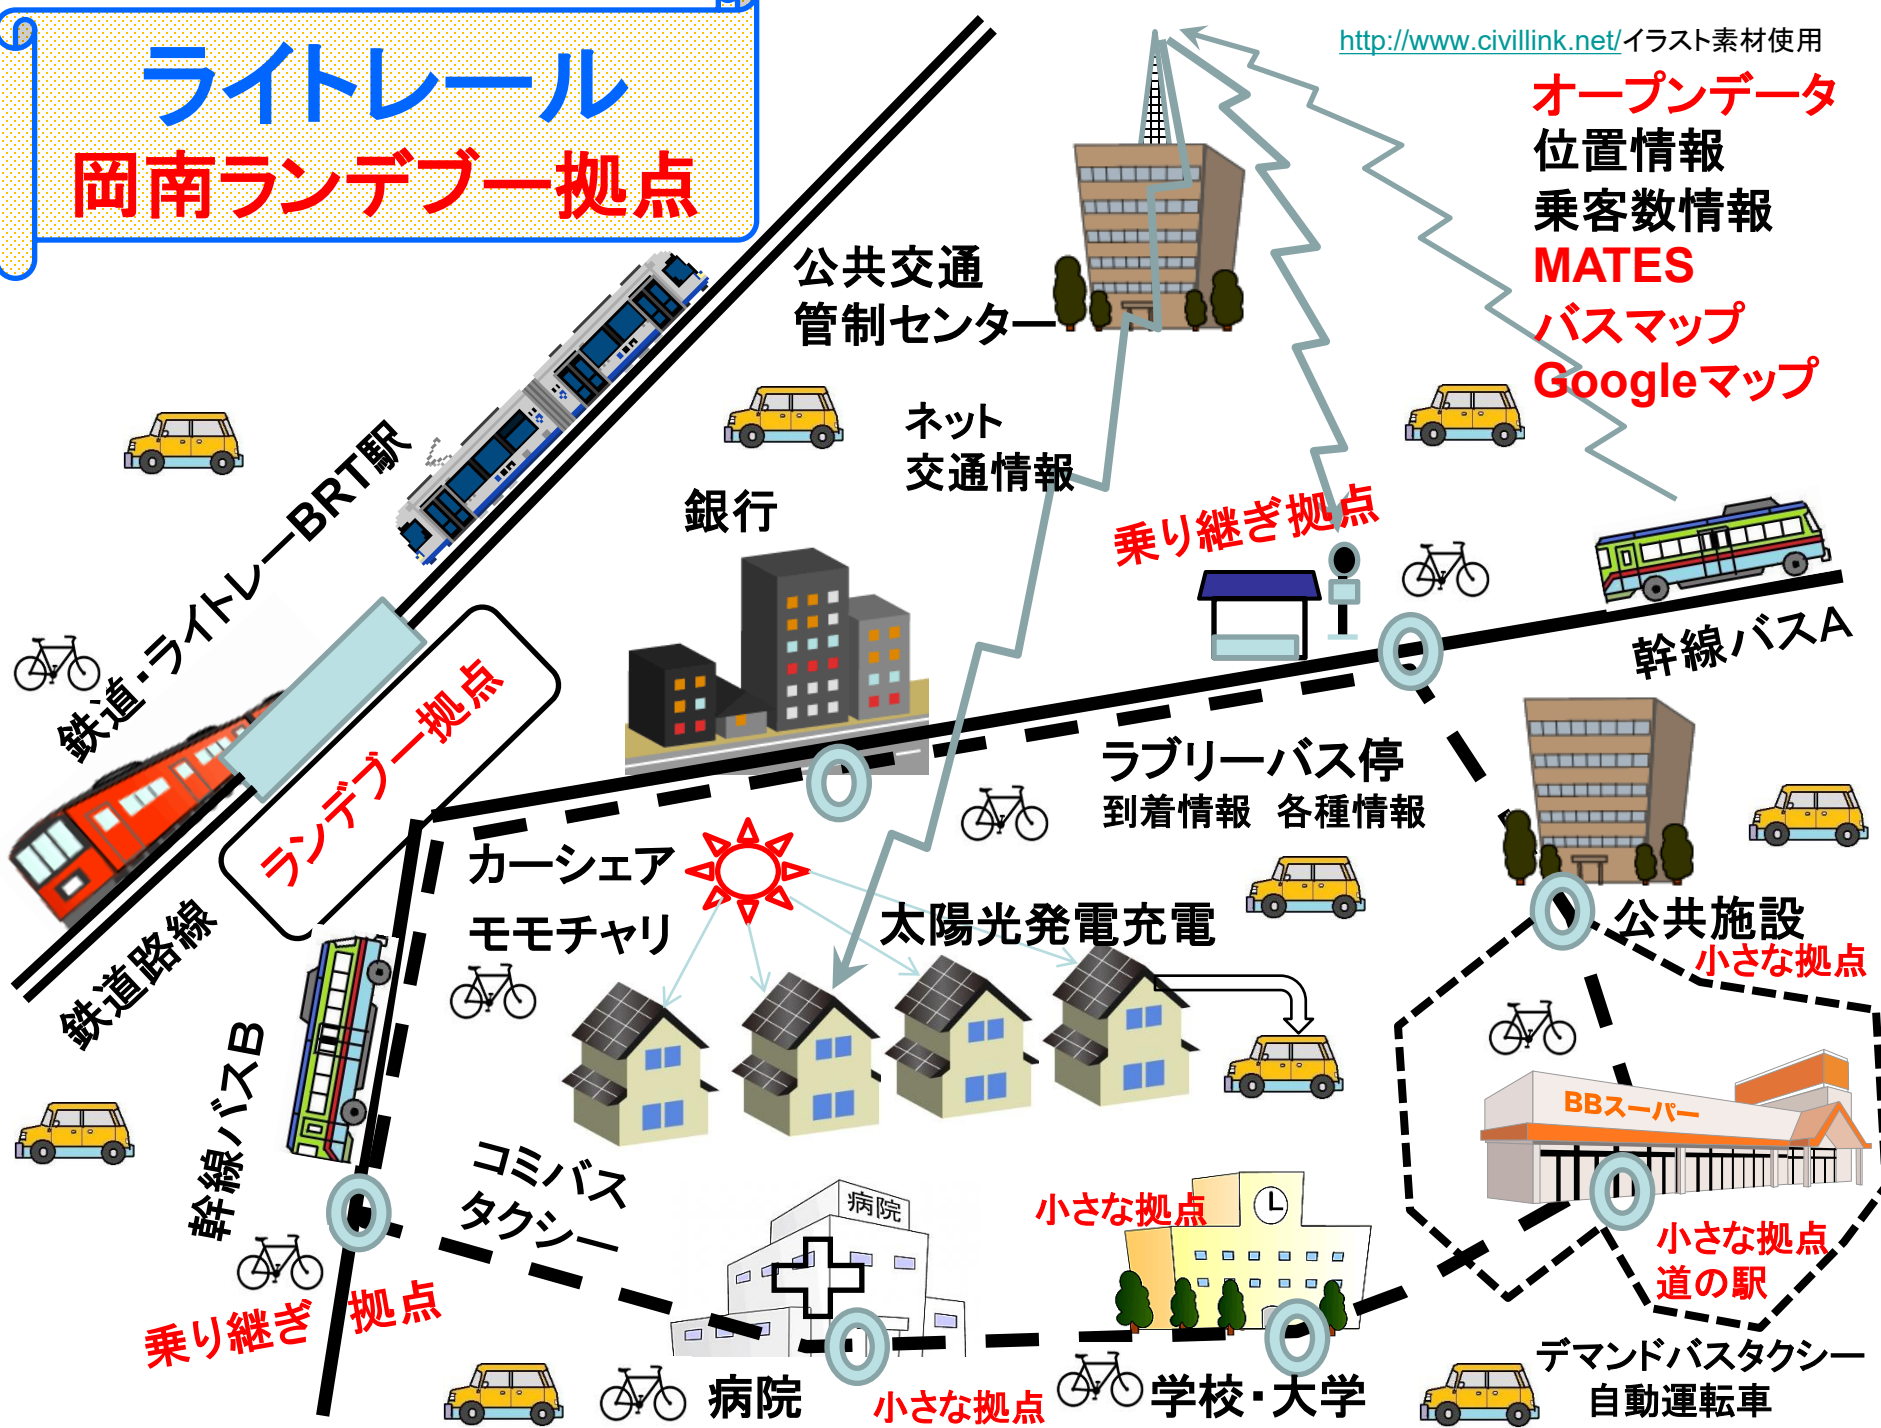 ライトレール
岡南ランデブー拠点
http://www.civillink.net/イラスト素材使用
オープンデータ
位置情報
乗客数情報
MATES
バスマップ
Googleマップ
公共交通
管制センター
ネット
交通情報
鉄道・ライトレーBRT駅
銀行
乗り継ぎ拠点
幹線バスA
ランデブー拠点
ラブリーバス停
到着情報 各種情報
カーシェア
モモチャリ
太陽光発電充電
公共施設
小さな拠点
鉄道路線
幹線バスB
BBスーパー
コミバス
タクシー
病院
小さな拠点
小さな拠点
道の駅
乗り継ぎ 拠点
デマンドバスタクシー
自動運転車
病院
小さな拠点
学校・大学